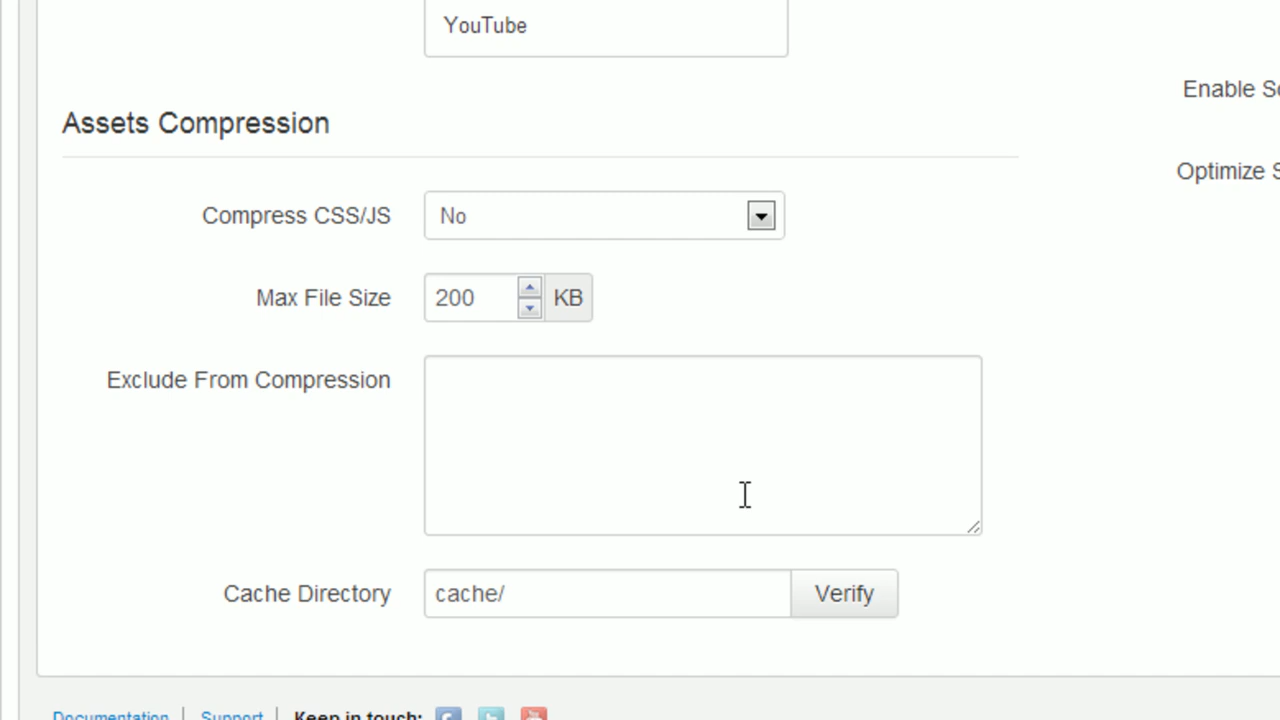 YouTube
Enable
Assets Compression
Optimize
Compress CSS/JS No
Max File Size 200 KB
Exclude From Compression
Cache Directory cache/ Verify
Documentation Support Keep in touch: